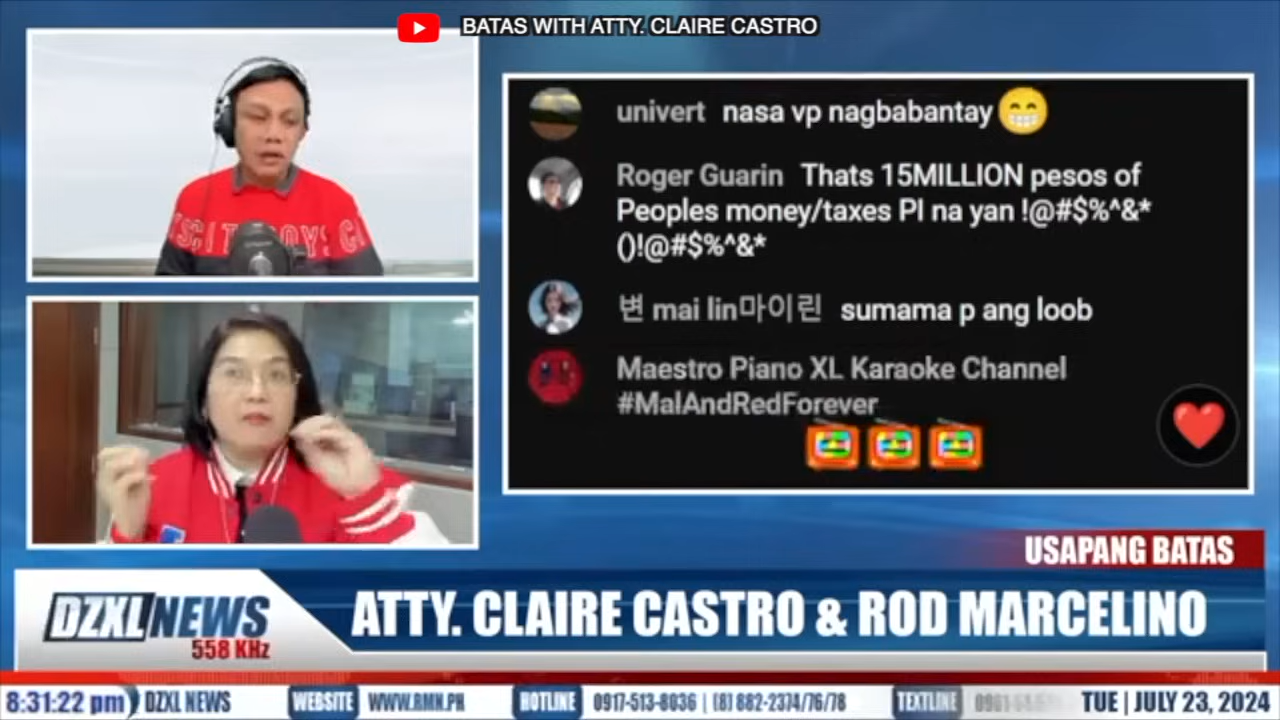 BATAS WITH ATTY. CLAIRE CASTRO
univert nasa vp nagbabantay
Roger Guarin Thats 15MILLION pesos of
Peoples money/taxes PI na yan !@#$%^&*
()!@#$%^&*
변 mai lin마이린 sumama p ang loob
Maestro Piano XL Karaoke Channel
#MalAndRedForever
USAPANG BATAS
DZXL NEWS
558 KHz
ATTY. CLAIRE CASTRO & ROD MARCELINO
8:31:22 pm DZXL NEWS WEBSITE WWW.RMN.PH HOTLINE 0917-513-8036 | (8) 882-2374/76/78 TEXTLINE TUE | JULY 23, 2024